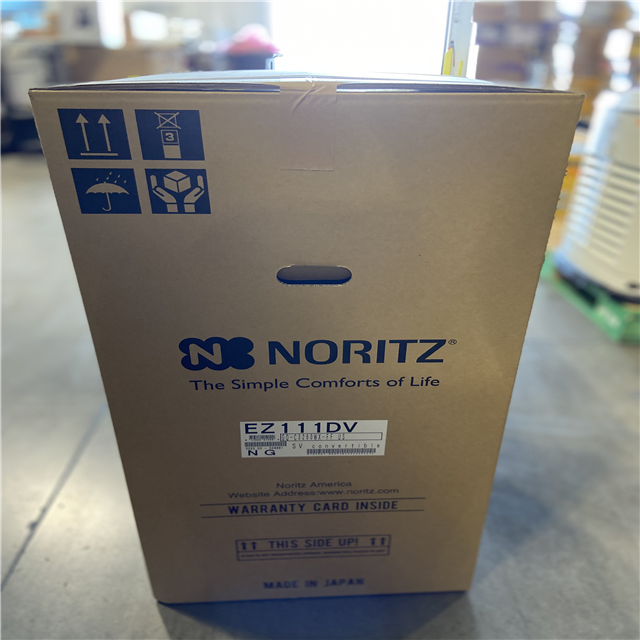 3
NORITZ®
The Simple Comforts of Life
EZ111DV
SV convertible
NG
Noritz America
Website Address:www.noritz.com
WARRANTY CARD INSIDE
THIS SIDE UP!
MADE IN JAPAN